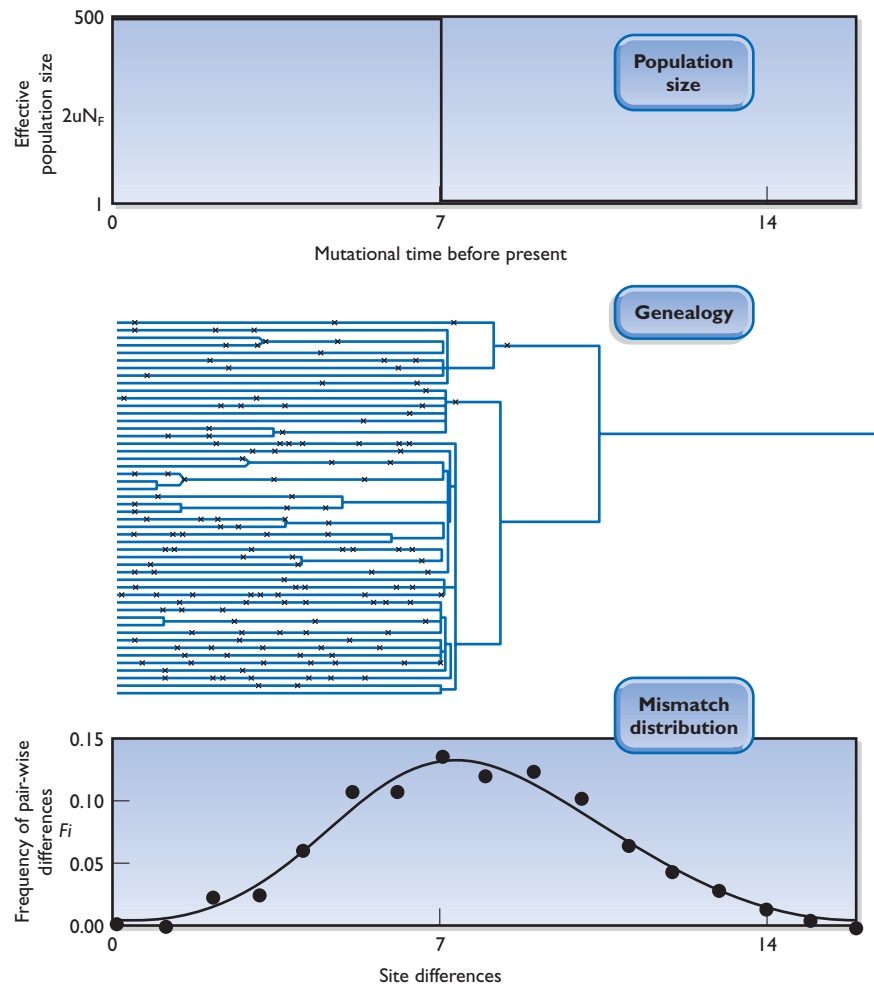 500
Effective
population size
2uN_F
1
Population
size
0 7 14
Mutational time before present
Genealogy
Mismatch
distribution
0.15
0.10
0.05
0.00
Frequency of pair-wise
differences
Fi
0 7 14
Site differences